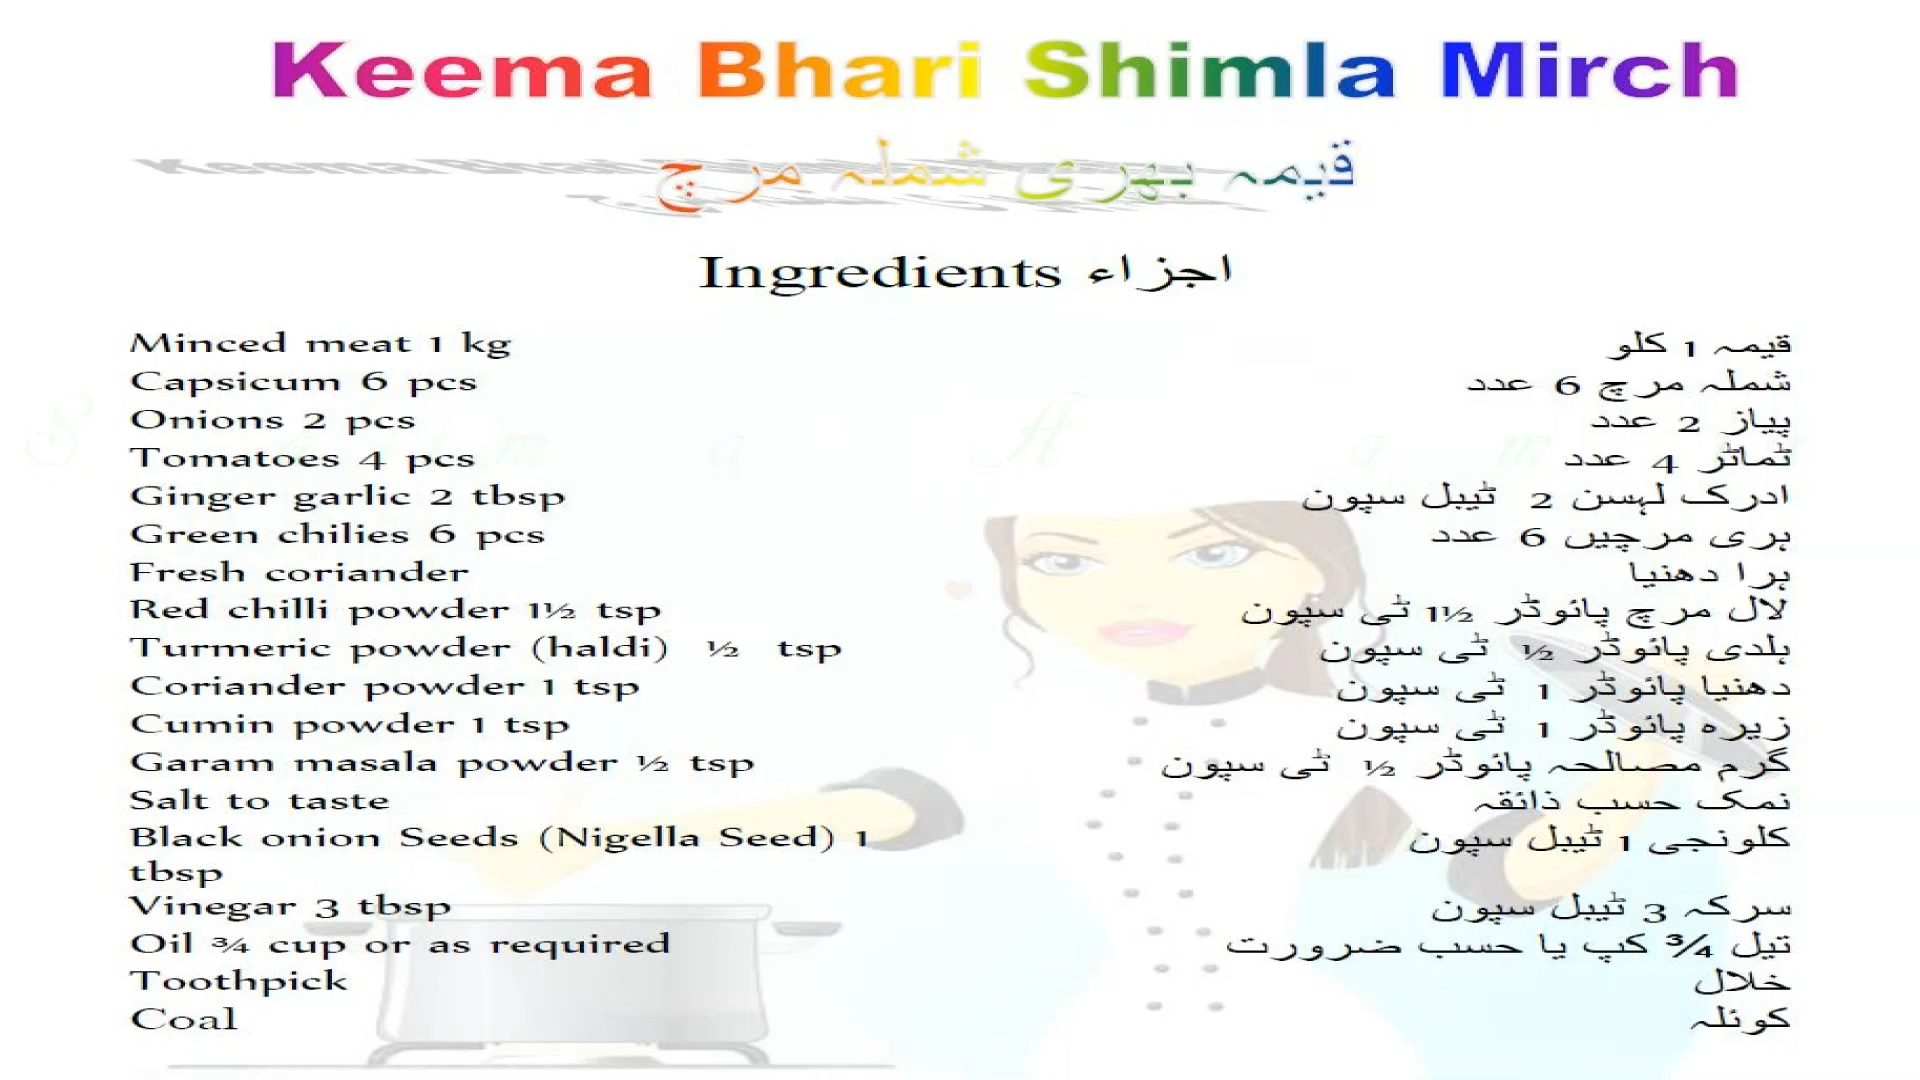 Keema Bhari Shimla Mirch
قیمہ بھری شملہ مرچ
Ingredients اجزاء
Minced meat 1 kg
قیمہ 1 کلو
Capsicum 6 pcs
شملہ مرچ 6 عدد
Onions 2 pcs
پیاز 2 عدد
Tomatoes 4 pcs
ٹماٹر 4 عدد
Ginger garlic 2 tbsp
ادرک لہسن 2 ٹیبل سپون
Green chilies 6 pcs
ہری مرچیں 6 عدد
Fresh coriander
ہرا دھنیا
Red chilli powder 1½ tsp
لال مرچ پائوڈر 1½ ٹی سپون
Turmeric powder (haldi) ½ tsp
ہلدی پائوڈر ½ ٹی سپون
Coriander powder 1 tsp
دھنیا پائوڈر 1 ٹی سپون
Cumin powder 1 tsp
زیرہ پائوڈر 1 ٹی سپون
Garam masala powder ½ tsp
گرم مصالحہ پائوڈر ½ ٹی سپون
Salt to taste
نمک حسب ذائقہ
Black onion Seeds (Nigella Seed) 1
tbsp
کلونجی 1 ٹیبل سپون
Vinegar 3 tbsp
سرکہ 3 ٹیبل سپون
Oil ¾ cup or as required
تیل ¾ کپ یا حسب ضرورت
Toothpick
خلال
Coal
کوئلہ